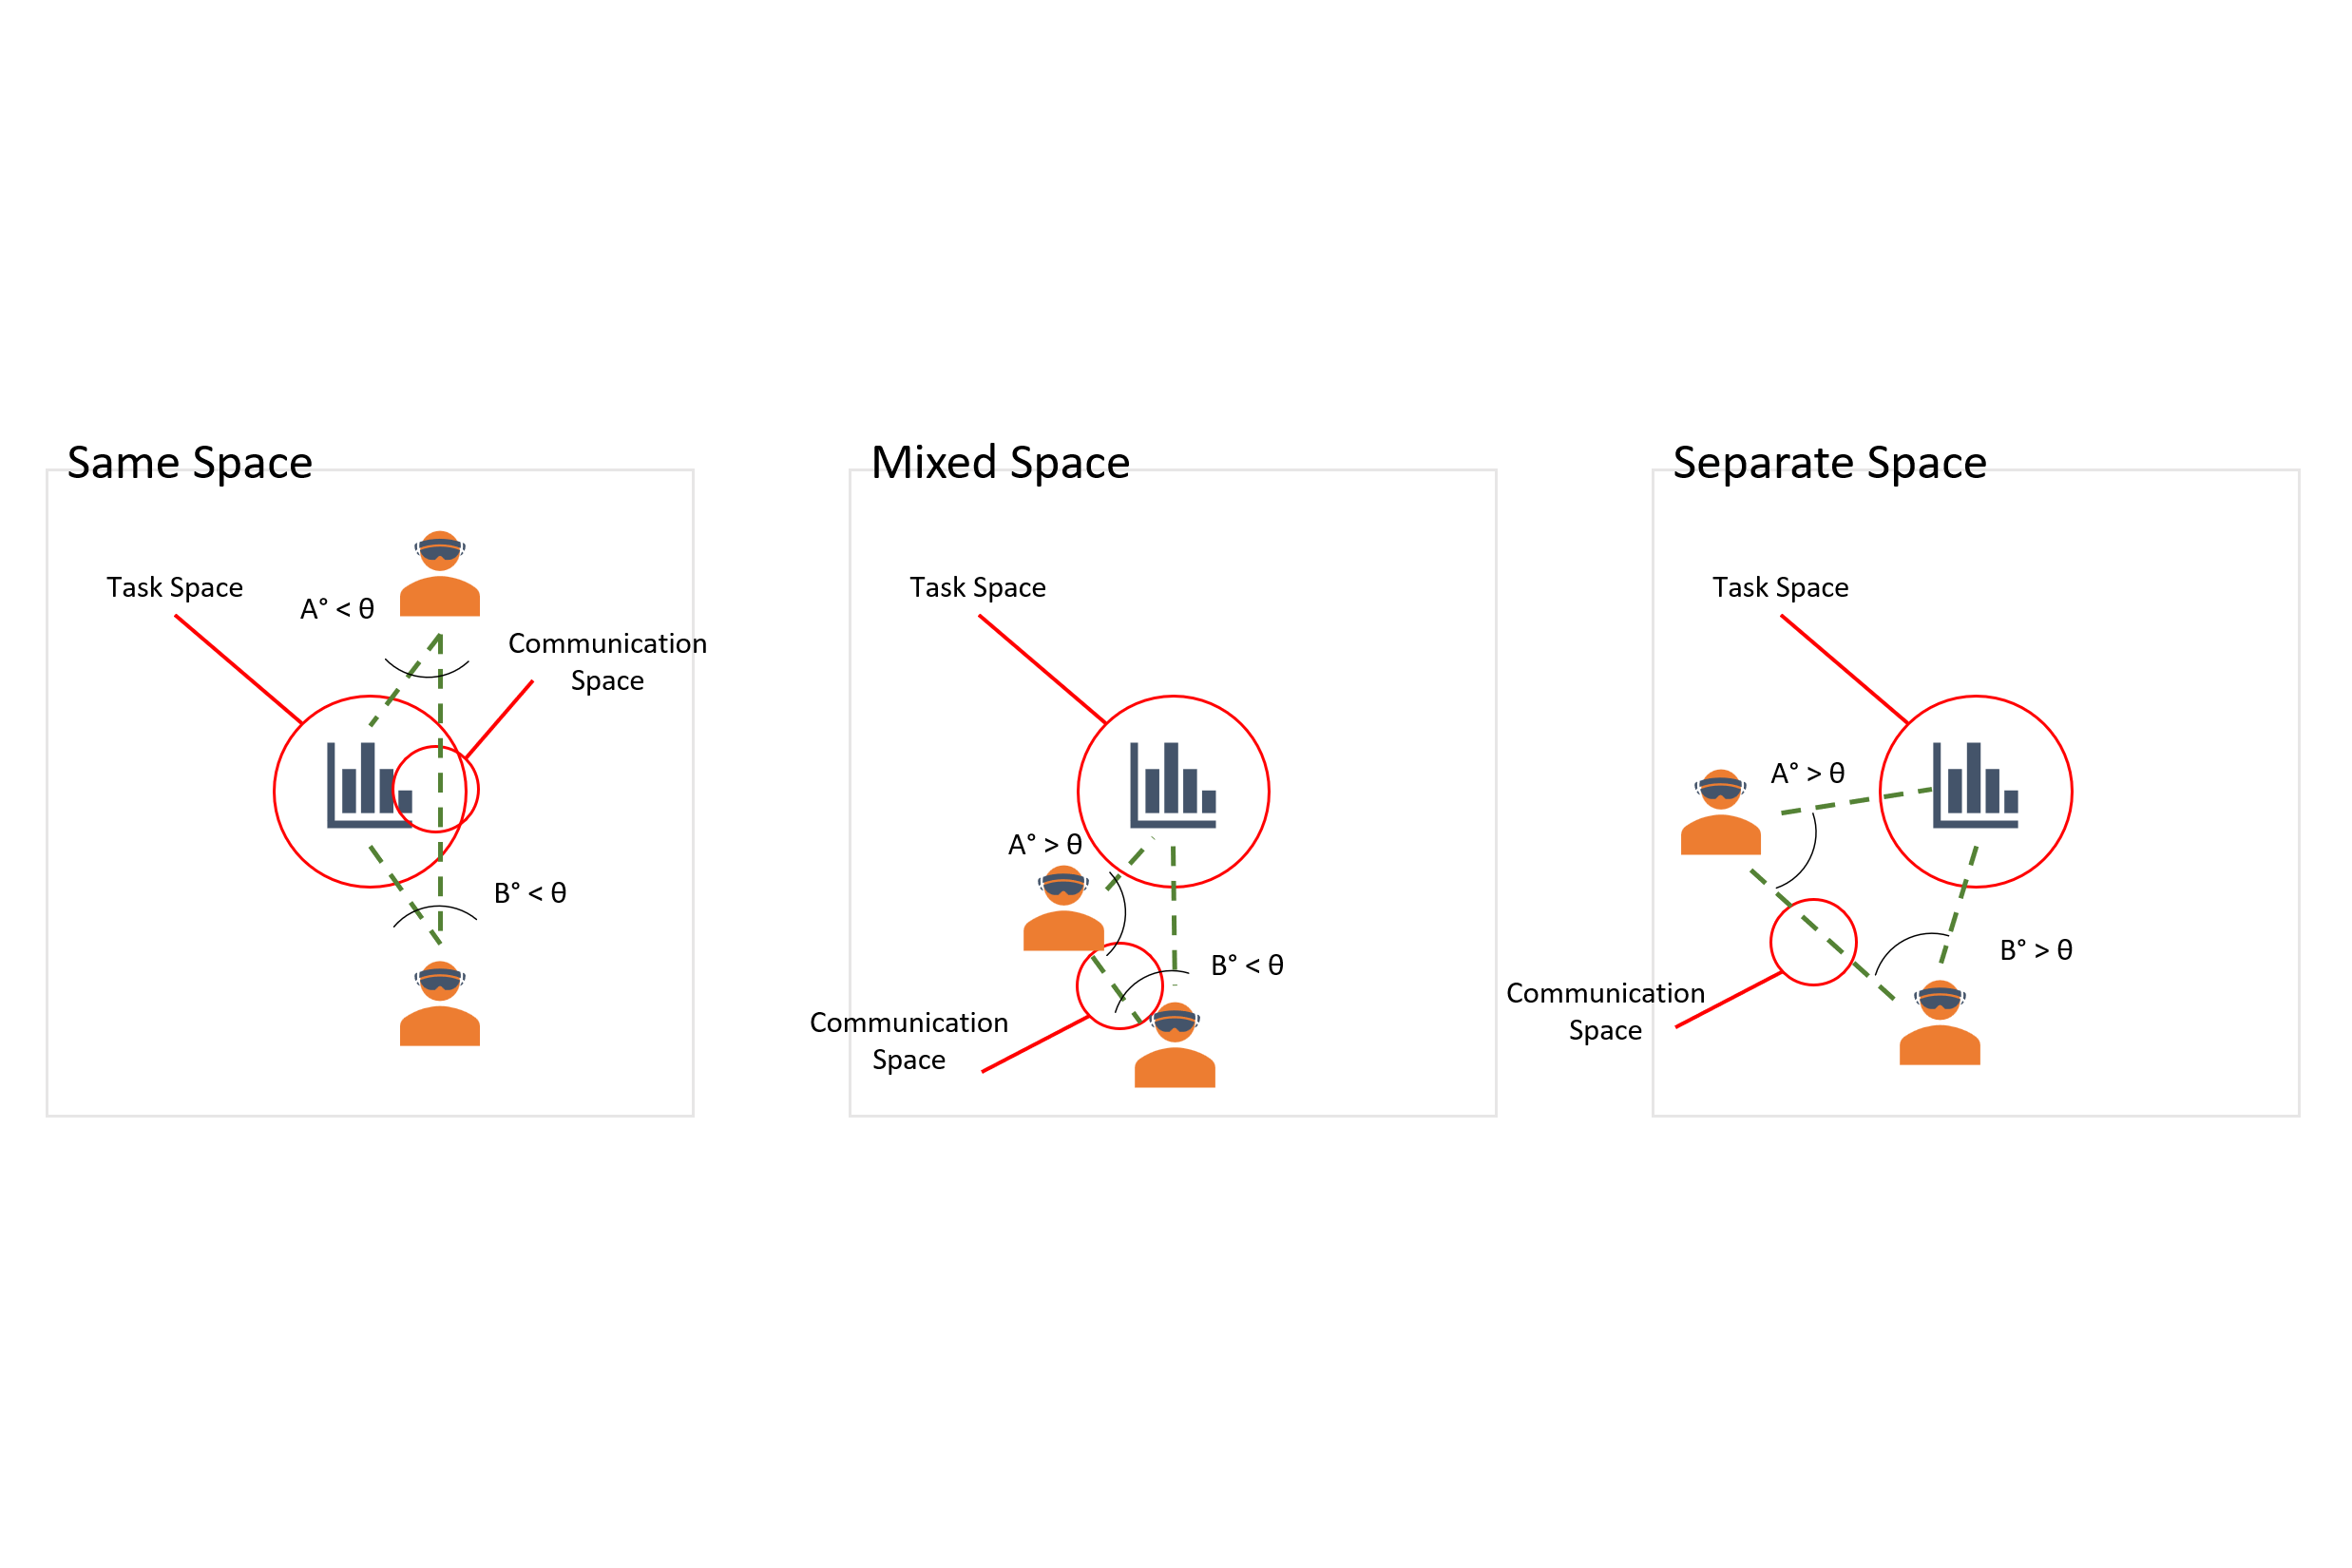 Same Space
Task Space
A° < θ
Communication
Space
B° < θ
Mixed Space
Task Space
A° > θ
B° < θ
Communication
Space
Separate Space
Task Space
A° > θ
B° > θ
Communication
Space